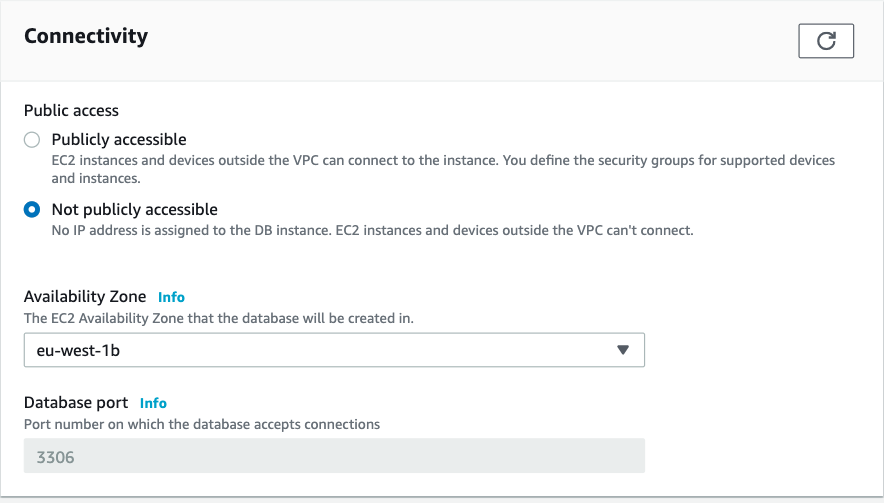 Connectivity
Public access
Publicly accessible
EC2 instances and devices outside the VPC can connect to the instance. You define the security groups for supported devices
and instances.
Not publicly accessible
No IP address is assigned to the DB instance. EC2 instances and devices outside the VPC can't connect.
Availability Zone Info
The EC2 Availability Zone that the database will be created in.
eu-west-1b
Database port Info
Port number on which the database accepts connections
3306